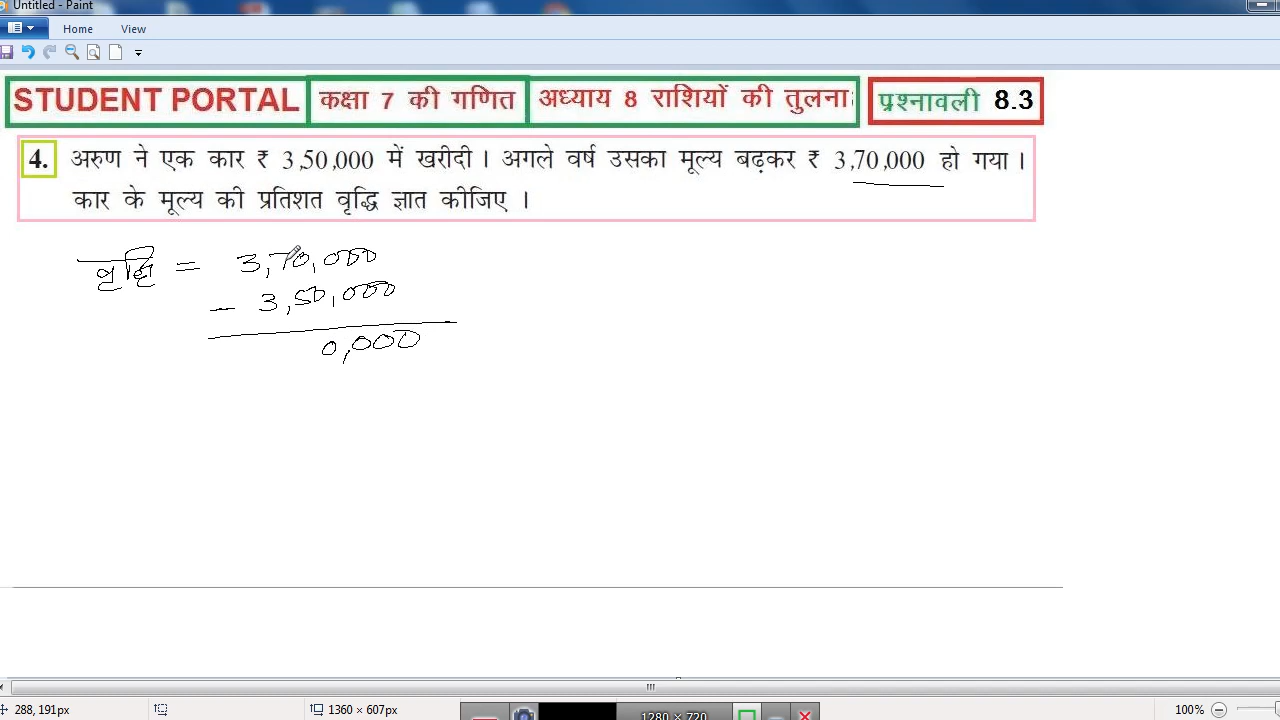 Untitled - Paint
Home View
STUDENT PORTAL कक्षा 7 की गणित अध्याय 8 राशियों की तुलना प्रश्नावली 8.3
4. अरुण ने एक कार ₹ 3,50,000 में खरीदी। अगले वर्ष उसका मूल्य बढ़कर ₹ 3,70,000 हो गया।
कार के मूल्य की प्रतिशत वृद्धि ज्ञात कीजिए।
वृद्धि = 3,70,000
- 3,50,000
0,000
288, 191px 1360 × 607px 1280 × 720 100%